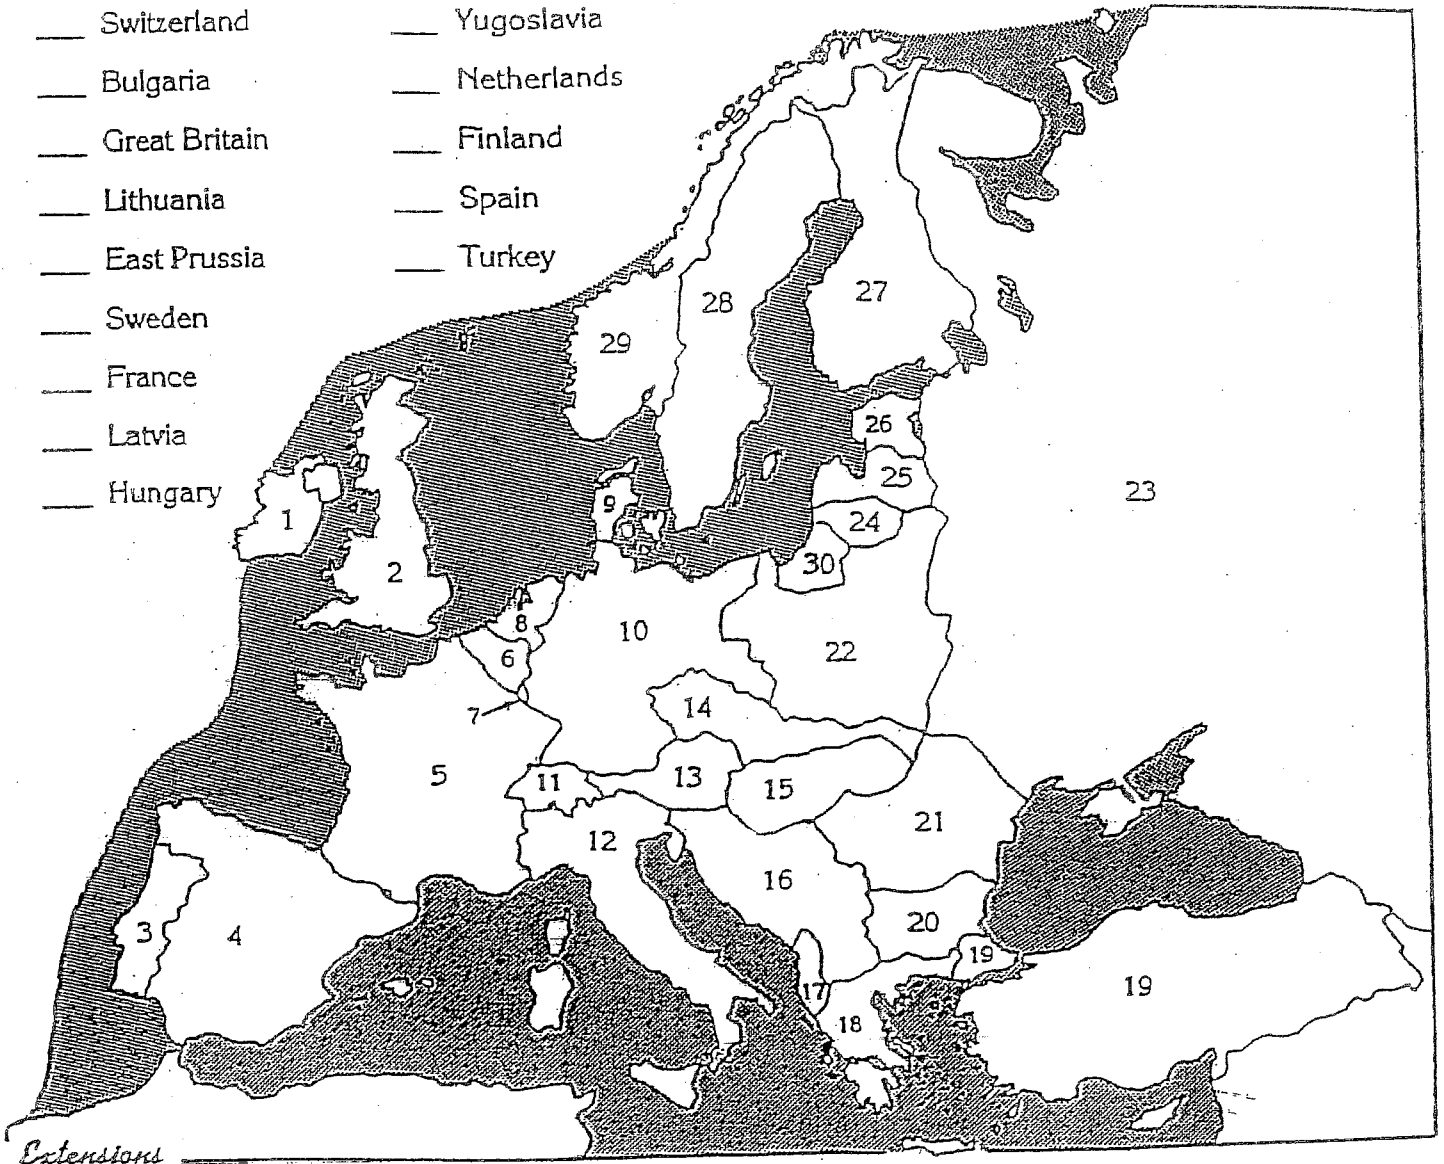 ___ Switzerland
___ Bulgaria
___ Great Britain
___ Lithuania
___ East Prussia
___ Sweden
___ France
___ Latvia
___ Hungary
___ Yugoslavia
___ Netherlands
___ Finland
___ Spain
___ Turkey
28
27
29
26
25
23
1
9
24
2
30
8
10
6
22
7
14
5
11
13
15
12
21
16
3
4
20
19
17
19
18
Extensions